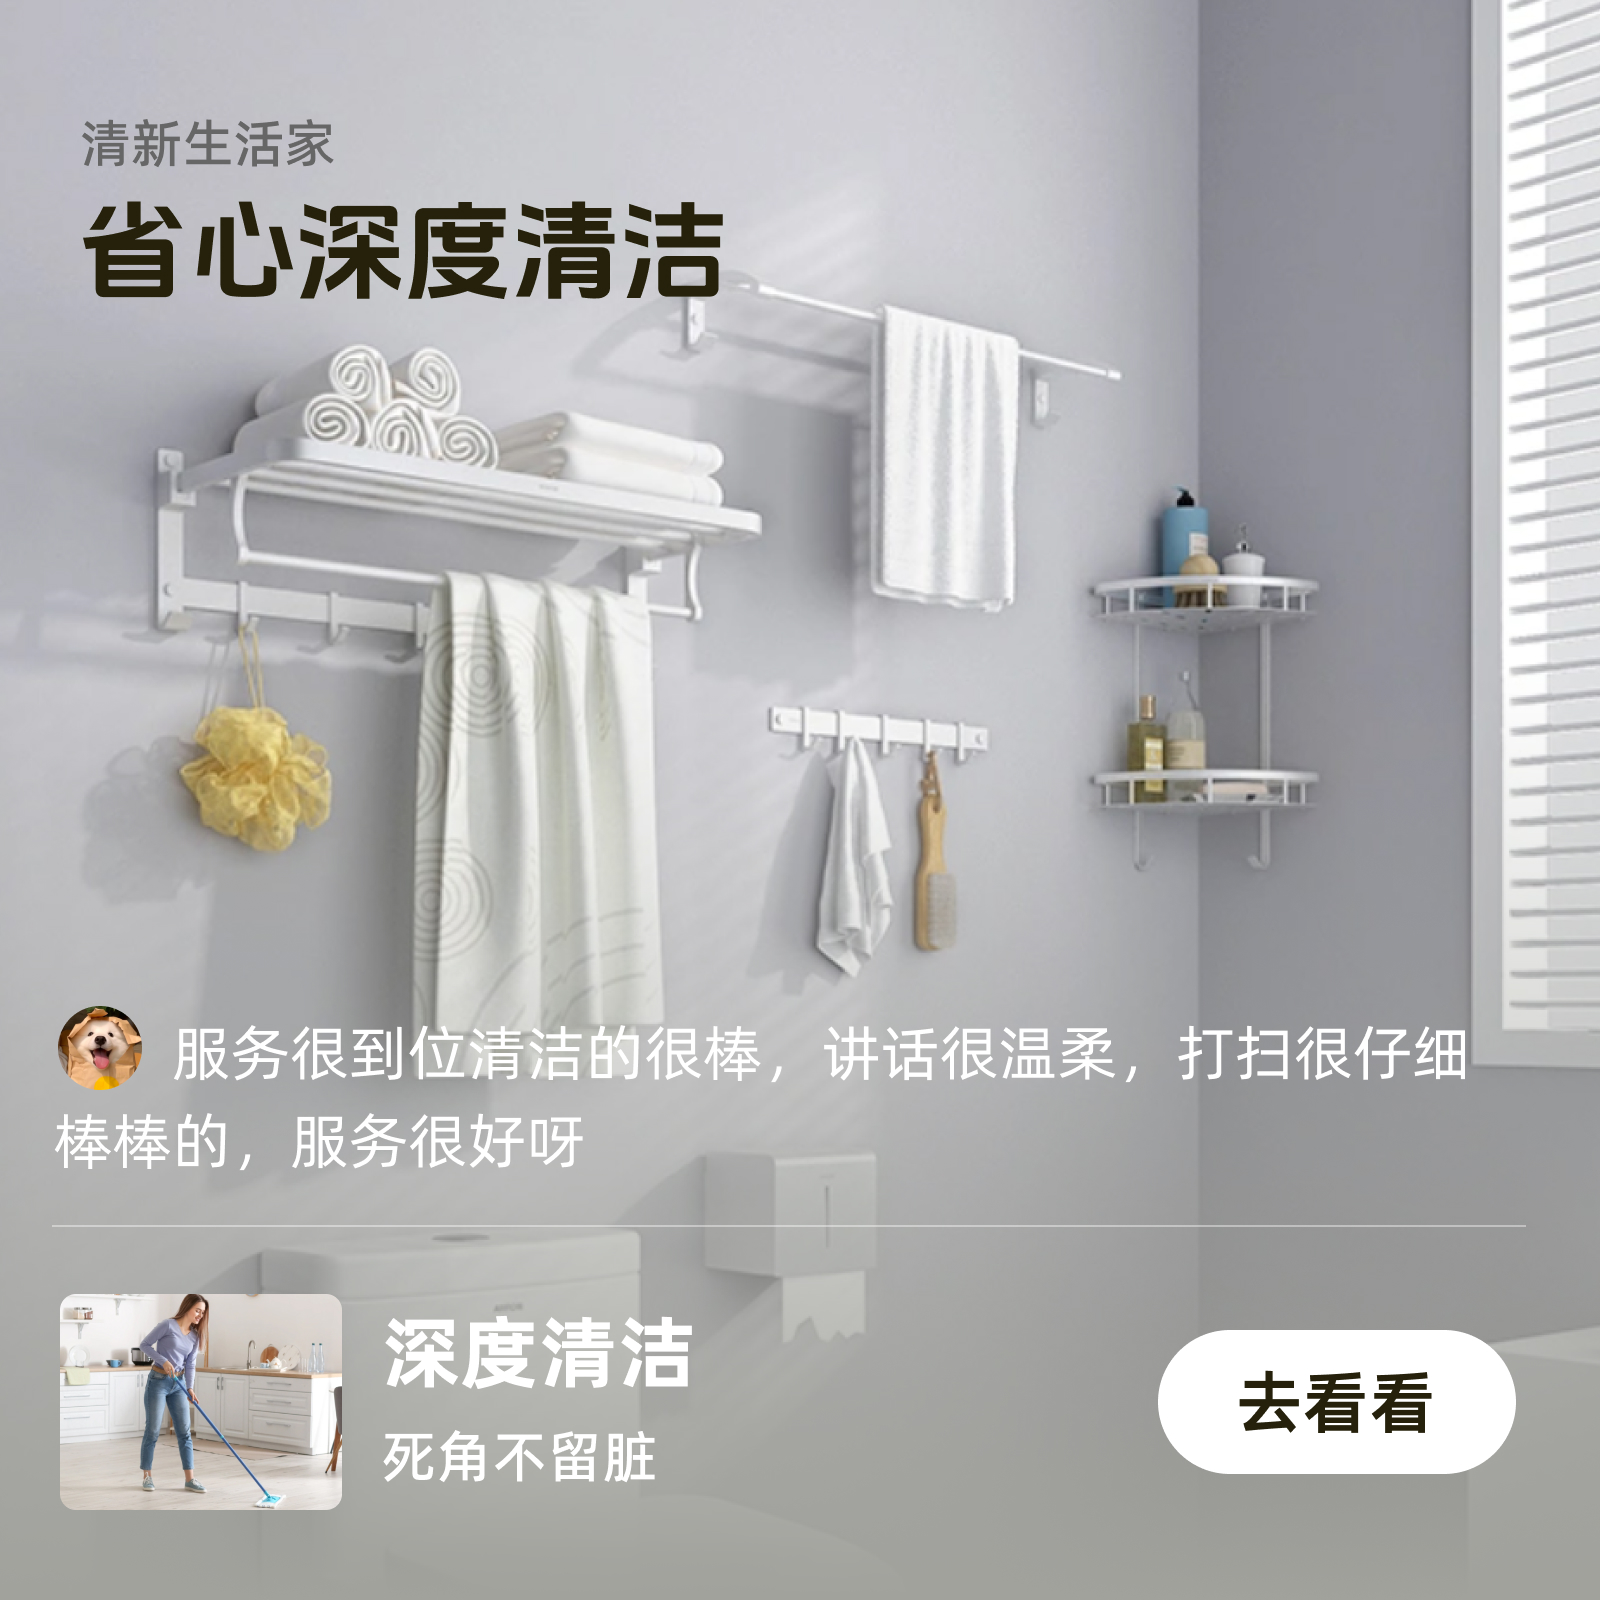 清新生活家
省心深度清洁
服务很到位清洁的很棒，讲话很温柔，打扫很仔细
棒棒的，服务很好呀
深度清洁
死角不留脏
去看看